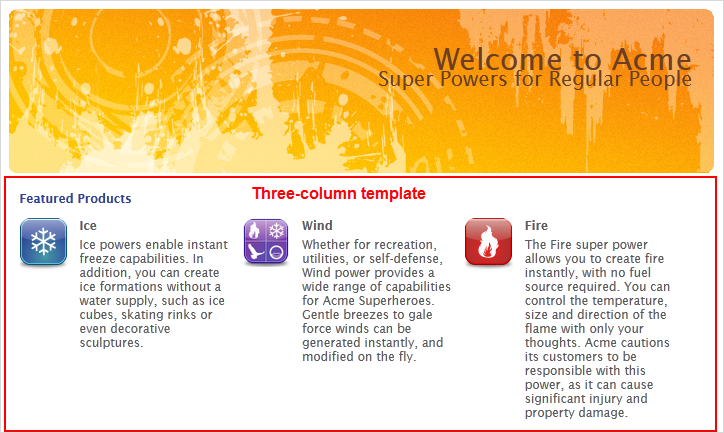 Welcome to Acme
Super Powers for Regular People
Featured Products
Three-column template
Ice
Ice powers enable instant
freeze capabilities. In
addition, you can create
ice formations without a
water supply, such as ice
cubes, skating rinks or
even decorative
sculptures.
Wind
Whether for recreation,
utilities, or self-defense,
Wind power provides a
wide range of capabilities
for Acme Superheroes.
Gentle breezes to gale
force winds can be
generated instantly, and
modified on the fly.
Fire
The Fire super power
allows you to create fire
instantly, with no fuel
source required. You can
control the temperature,
size and direction of the
flame with only your
thoughts. Acme cautions
its customers to be
responsible with this
power, as it can cause
significant injury and
property damage.